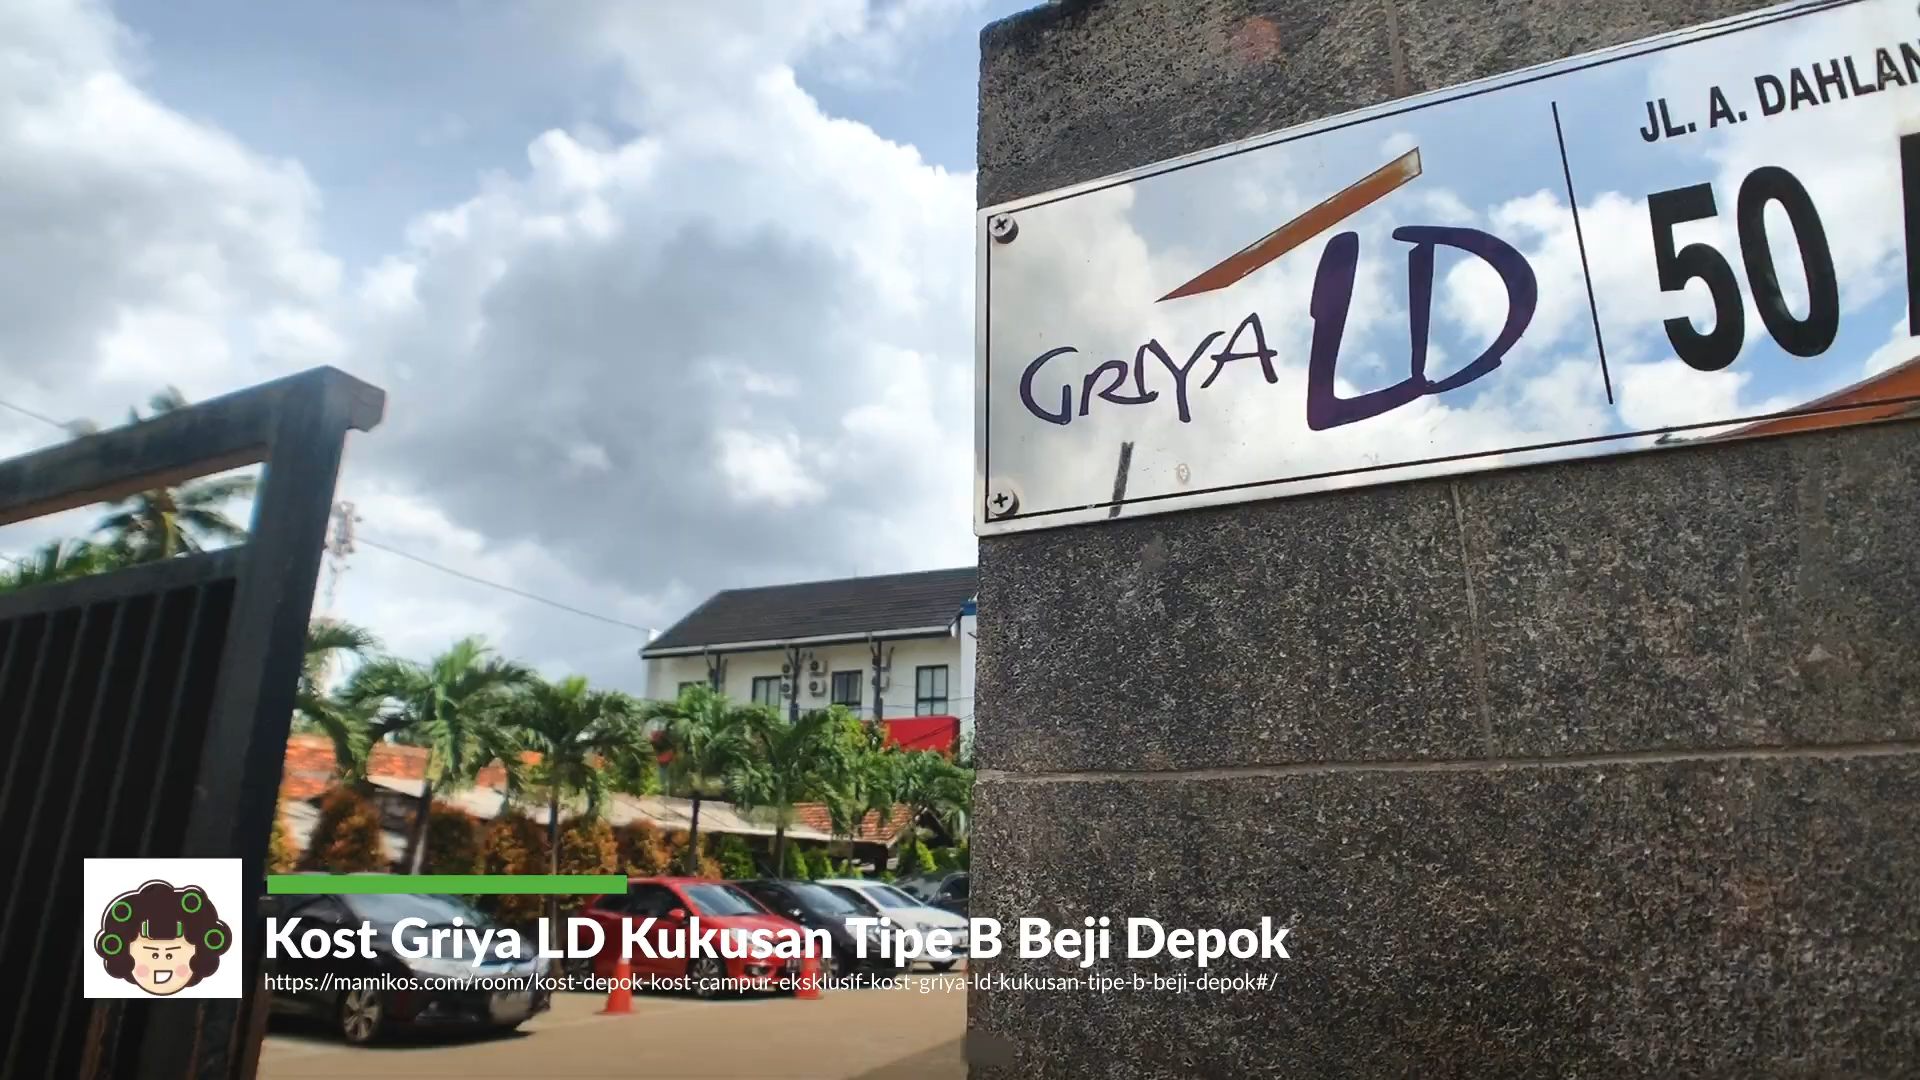 JL. A. DAHLAN
GRIYA LD
50
Kost Griya LD Kukusan Tipe B Beji Depok
https://mamikos.com/room/kost-depok-kost-campur-eksklusif-kost-griya-ld-kukusan-tipe-b-beji-depok#/